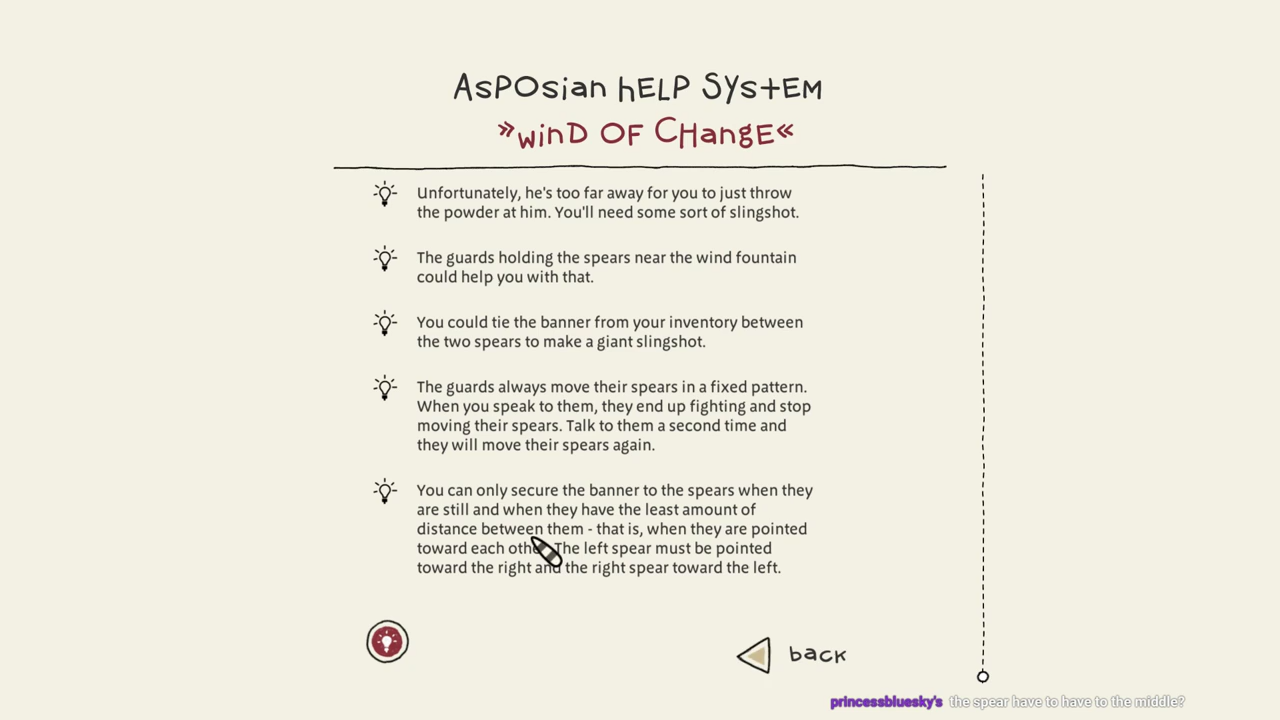 AsPOsian hELP SYstEM
»winD OF CHangE«
Unfortunately, he's too far away for you to just throw
the powder at him. You'll need some sort of slingshot.
The guards holding the spears near the wind fountain
could help you with that.
You could tie the banner from your inventory between
the two spears to make a giant slingshot.
The guards always move their spears in a fixed pattern.
When you speak to them, they end up fighting and stop
moving their spears. Talk to them a second time and
they will move their spears again.
You can only secure the banner to the spears when they
are still and when they have the least amount of
distance between them - that is, when they are pointed
toward each other. The left spear must be pointed
toward the right and the right spear toward the left.
back
princessbluesky's the spear have to have to the middle?